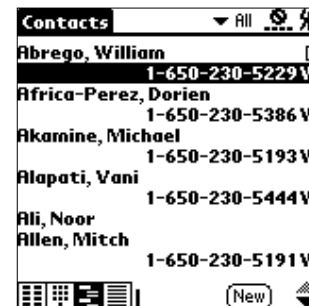 Contacts All
Abrego, William
1-650-230-5229 W
Africa-Perez, Dorien
1-650-230-5386 W
Akamine, Michael
1-650-230-5193 W
Alapati, Vani
1-650-230-5444 W
Ali, Noor
Allen, Mitch
1-650-230-5191 W
New